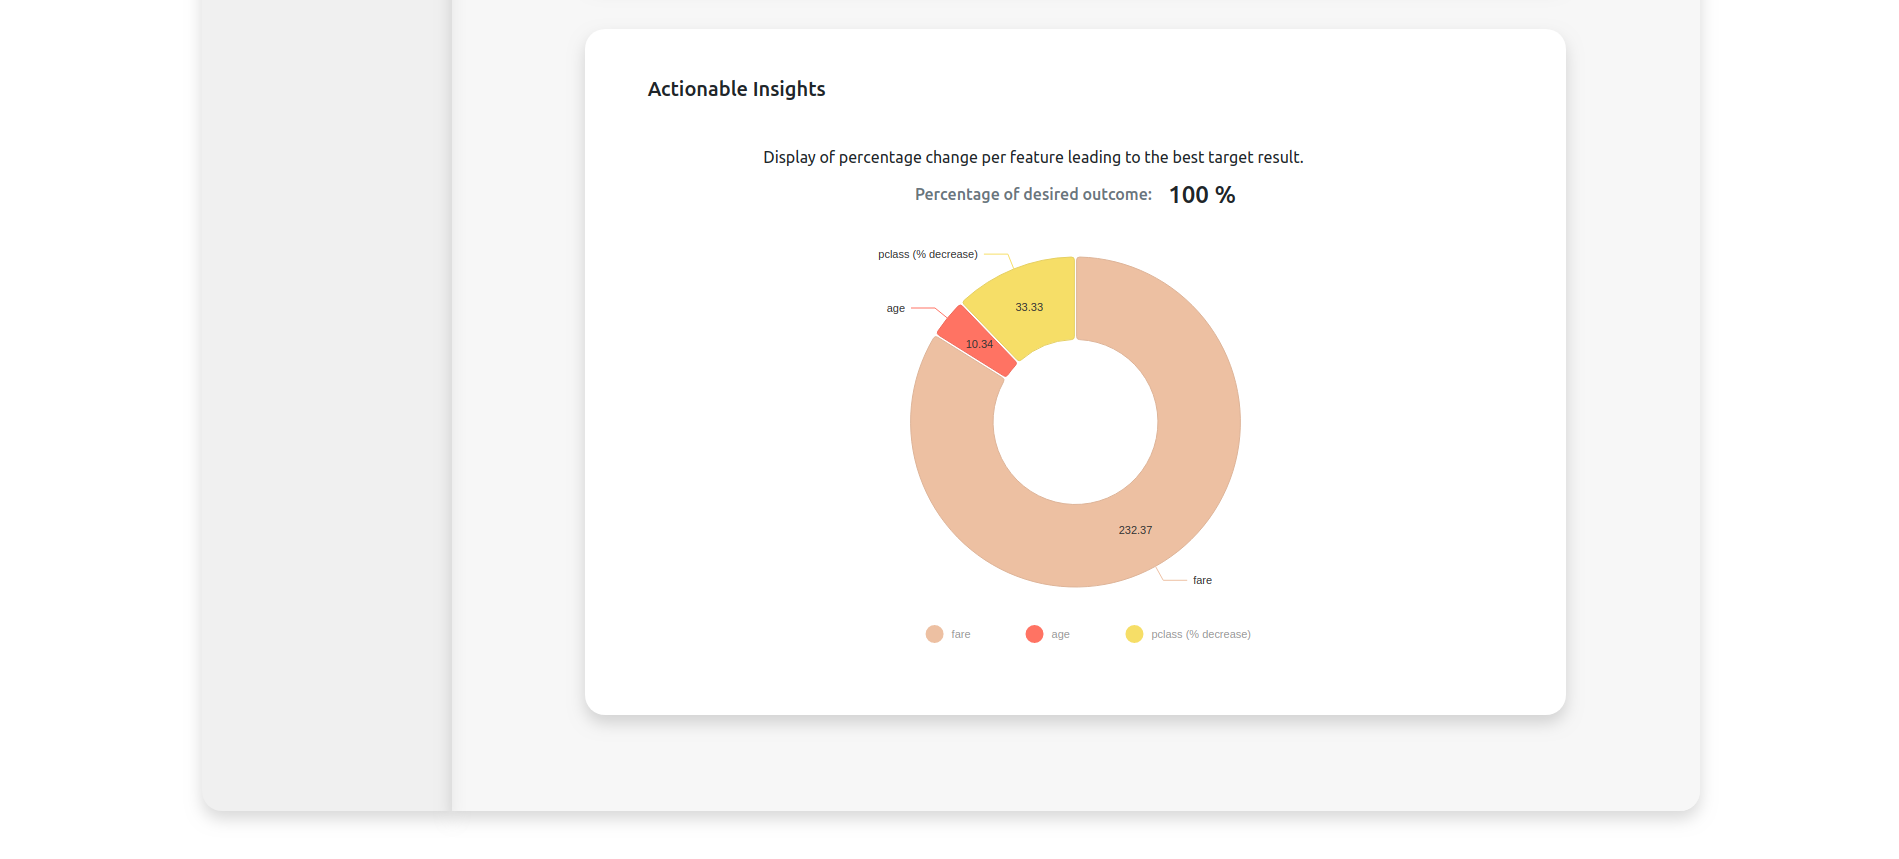 Actionable Insights
Display of percentage change per feature leading to the best target result.
Percentage of desired outcome: 100 %
pclass (% decrease)
33.33
age
10.34
232.37
fare
fare age pclass (% decrease)